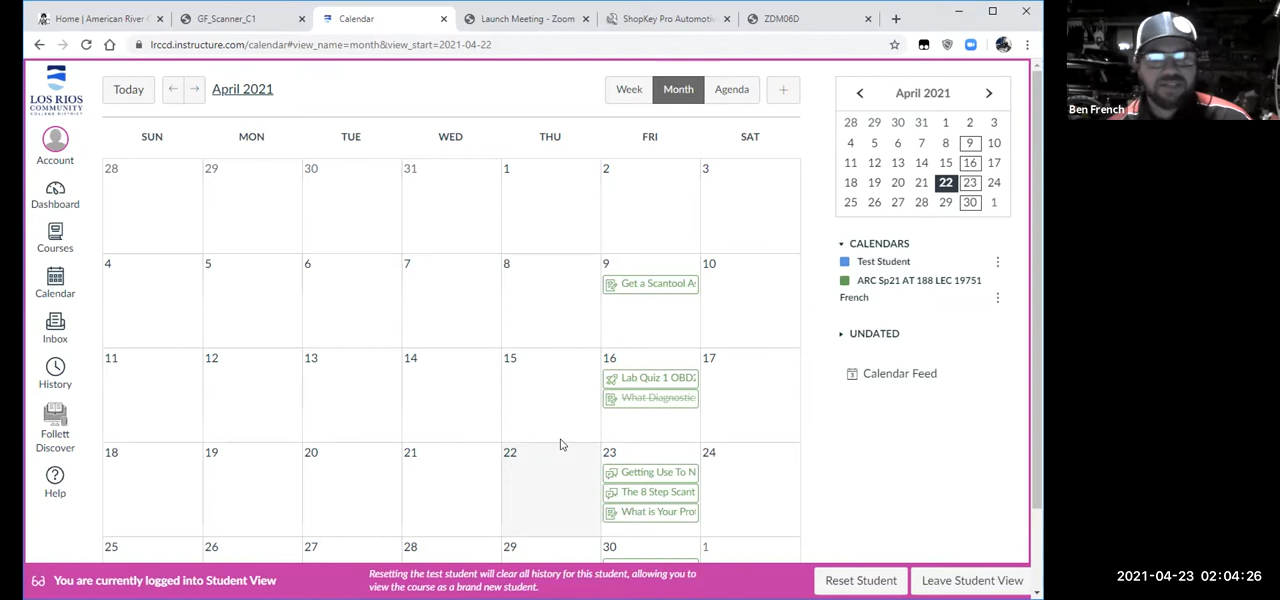 Home | American River C
GF_Scanner_C1
Calendar
Launch Meeting - Zoom
ShopKey Pro Automotiv
ZDM06D
lrccd.instructure.com/calendar#view_name=month&view_start=2021-04-22
LOS RIOS
COMMUNITY
COLLEGE DISTRICT
Account
Dashboard
Courses
Calendar
Inbox
History
Follett
Discover
Help
Today
April 2021
Week
Month
Agenda
SUN MON TUE WED THU FRI SAT
28 29 30 31 1 2 3
4 5 6 7 8 9 10
Get a Scantool As
11 12 13 14 15 16 17
Lab Quiz 1 OBD2
What Diagnostic
18 19 20 21 22 23 24
Getting Use To N
The 8 Step Scant
What is Your Pro
25 26 27 28 29 30 1
April 2021
28 29 30 31 1 2 3
4 5 6 7 8 9 10
11 12 13 14 15 16 17
18 19 20 21 22 23 24
25 26 27 28 29 30 1
CALENDARS
Test Student
ARC Sp21 AT 188 LEC 19751
French
UNDATED
Calendar Feed
You are currently logged into Student View
Resetting the test student will clear all history for this student, allowing you to
view the course as a brand new student.
Reset Student
Leave Student View
Ben French
2021-04-23 02:04:26